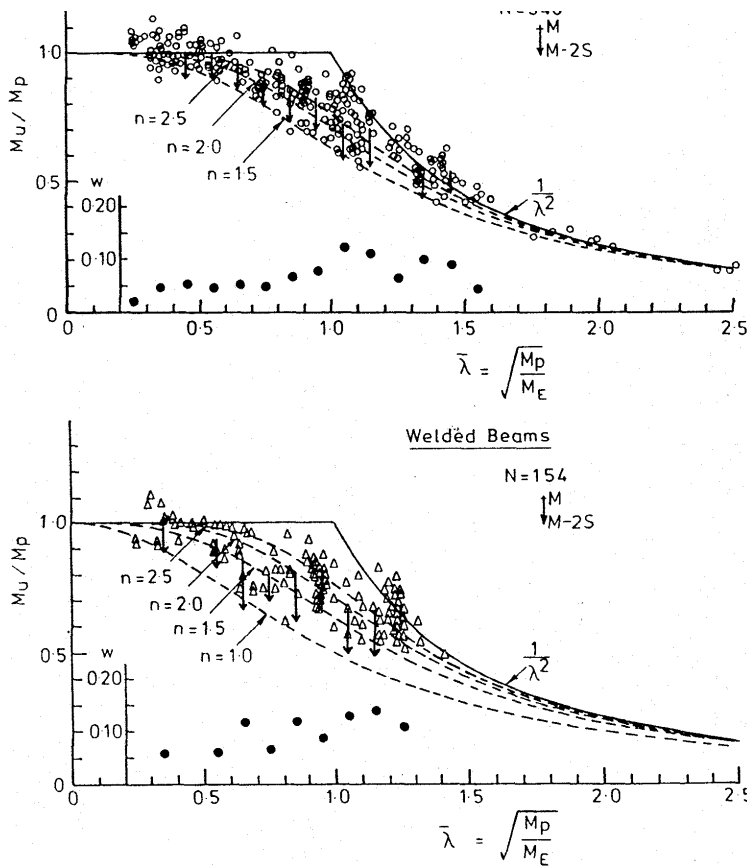 M
M-2S
1·0
Mu/Mp
n=2·5
n=2·0
n=1·5
0·5
w
0·20
0·10
1/λ²
0
0
0·5
1·0
1·5
2·0
2·5
λ̄ = √Mp/ME
Welded Beams
N=154
M
M-2S
1·0
Mu/Mp
n=2·5
n=2·0
n=1·5
n=1·0
0·5
w
0·20
0·10
1/λ²
0
0
0·5
1·0
1·5
2·0
2·5
λ̄ = √Mp/ME